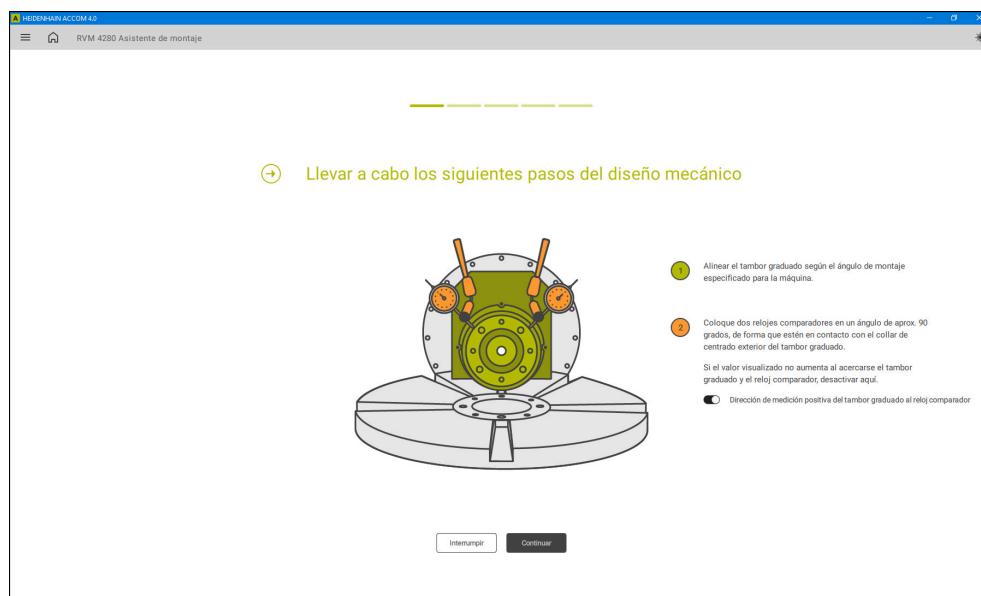 HEIDENHAIN ACCOM 4.0
RVM 4280 Asistente de montaje
Llevar a cabo los siguientes pasos del diseño mecánico
1 Alinear el tambor graduado según el ángulo de montaje
especificado para la máquina.
2 Coloque dos relojes comparadores en un ángulo de aprox. 90
grados, de forma que estén en contacto con el collar de
centrado exterior del tambor graduado.
Si el valor visualizado no aumenta al acercarse el tambor
graduado y el reloj comparador, desactivar aquí.
Dirección de medición positiva del tambor graduado al reloj comparador
Interrumpir Continuar